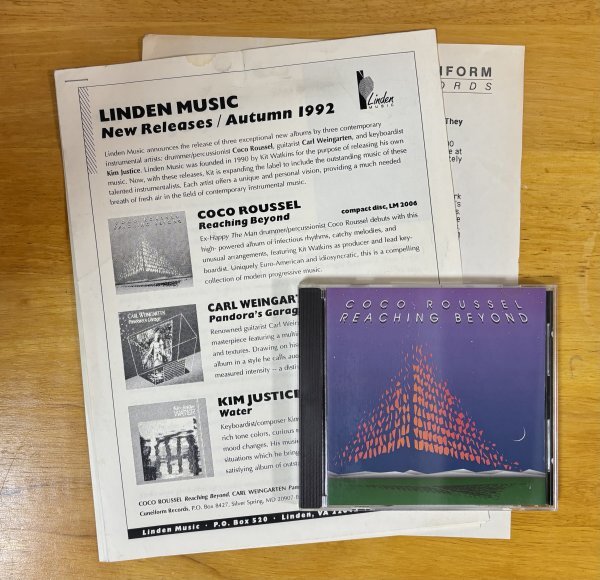 LINDEN MUSIC
New Releases / Autumn 1992
Linden
MUSIC
Linden Music announces the release of three exceptional new albums by three contemporary
instrumental artists: drummer/percussionist Coco Roussel, guitarist Carl Weingarten, and keyboardist
Kim Justice. Linden Music was founded in 1990 by Kit Watkins for the purpose of releasing his own
music. Now, with these releases, Kit is expanding the label to include the outstanding music of these
talented instrumentalists. Each artist offers a unique and personal vision, providing a much needed
breath of fresh air in the field of contemporary instrumental music.
COCO ROUSSEL
Reaching Beyond
compact disc, LM 2006
Ex-Happy The Man drummer/percussionist Coco Roussel debuts with this
high- powered album of infectious rhythms, catchy melodies, and
unusual arrangements, featuring Kit Watkins as producer and lead key-
boardist. Uniquely Euro-American and idiosyncratic, this is a compelling
collection of modern progressive music.
CARL WEINGART
Pandora's Garag
Renowned guitarist Carl Wein
masterpiece featuring a multi
and textures. Drawing on his
album in a style he calls aud
measured intensity -- a distin
CARL WEINGARTEN
Pandora's Garage
KIM JUSTICE
Water
Keyboardist/composer Kim
rich tone colors, curious
mood changes. His music
situations which he bring
satisfying album of outst
COCO ROUSSEL Reaching Beyond, CARL WEINGARTEN Pan
Cuneiform Records, P.O. Box 8427, Silver Spring, MD 20907
Linden Music • P.O. Box 520 • Linden, VA
IFORM
ORDS
They
COCO ROUSSEL
REACHING BEYOND